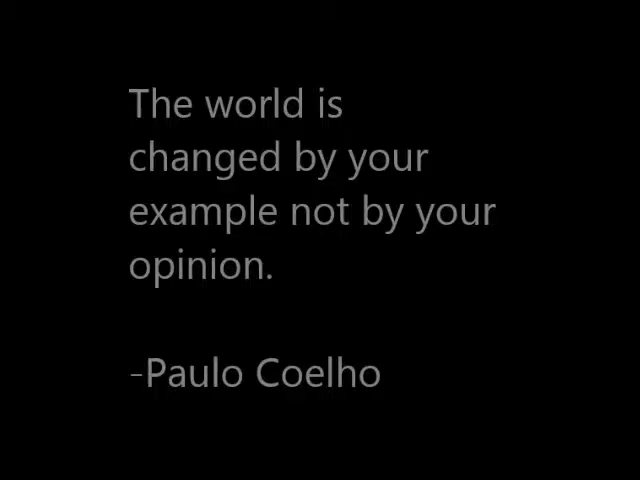 The world is
changed by your
example not by your
opinion.
-Paulo Coelho